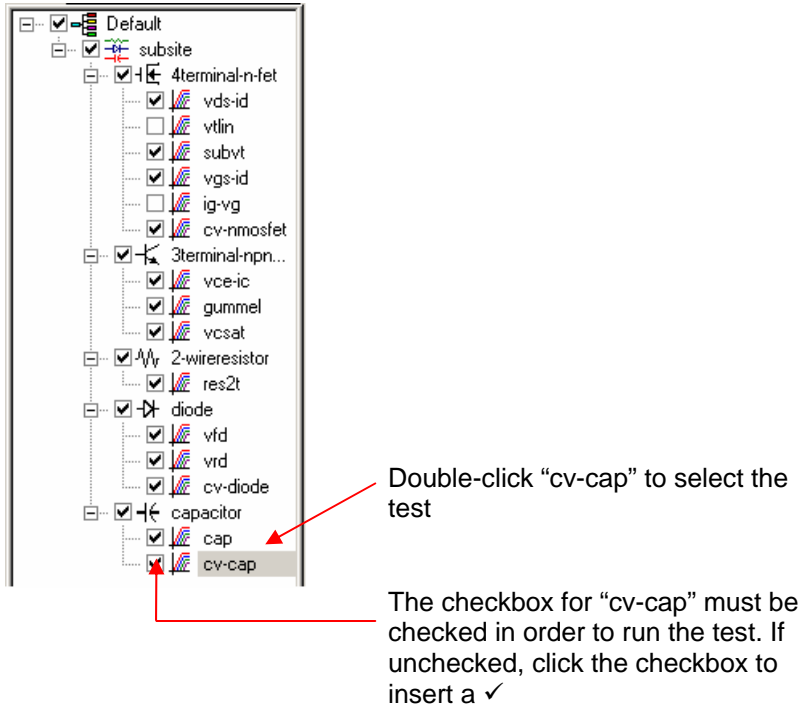 Default
subsite
4terminal-n-fet
vds-id
vtlin
subvt
vgs-id
ig-vg
cv-nmosfet
3terminal-npn...
vce-ic
gummel
vcsat
2-wireresistor
res2t
diode
vfd
vrd
cv-diode
capacitor
cap
cv-cap
Double-click “cv-cap” to select the
test
The checkbox for “cv-cap” must be
checked in order to run the test. If
unchecked, click the checkbox to
insert a ✓